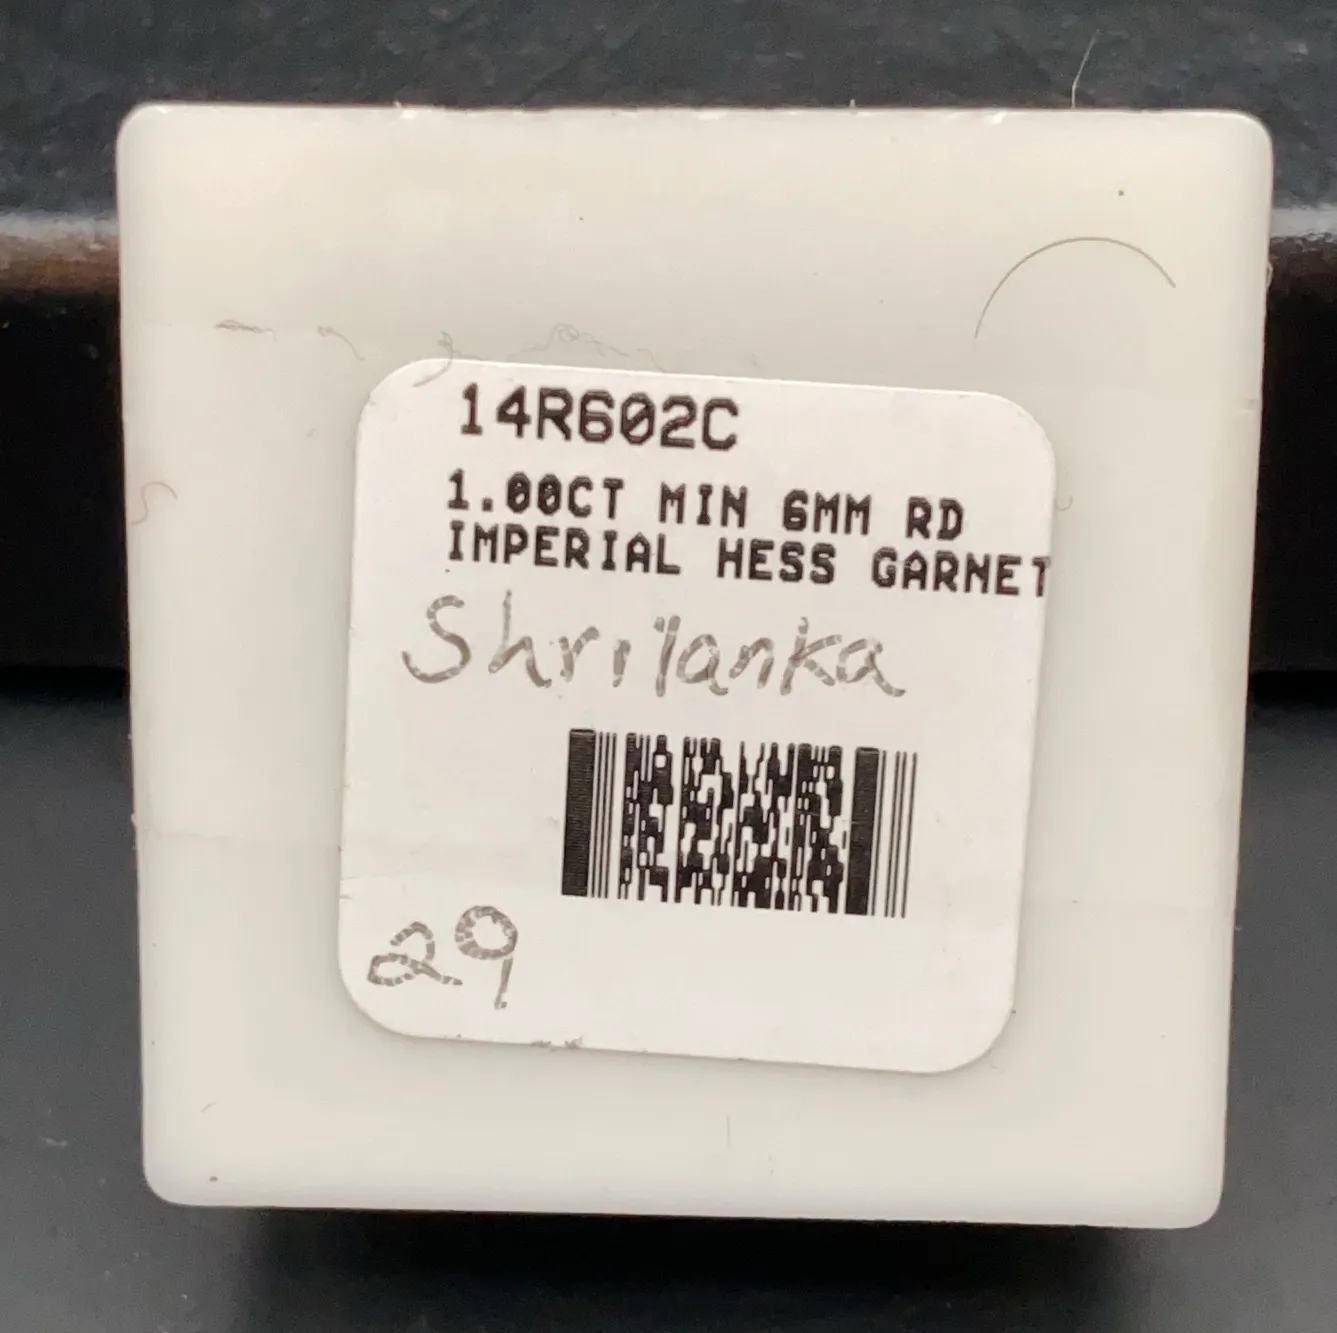 14R602C
1.00CT MIN 6MM RD
IMPERIAL HESS GARNET
Shrilanka
29